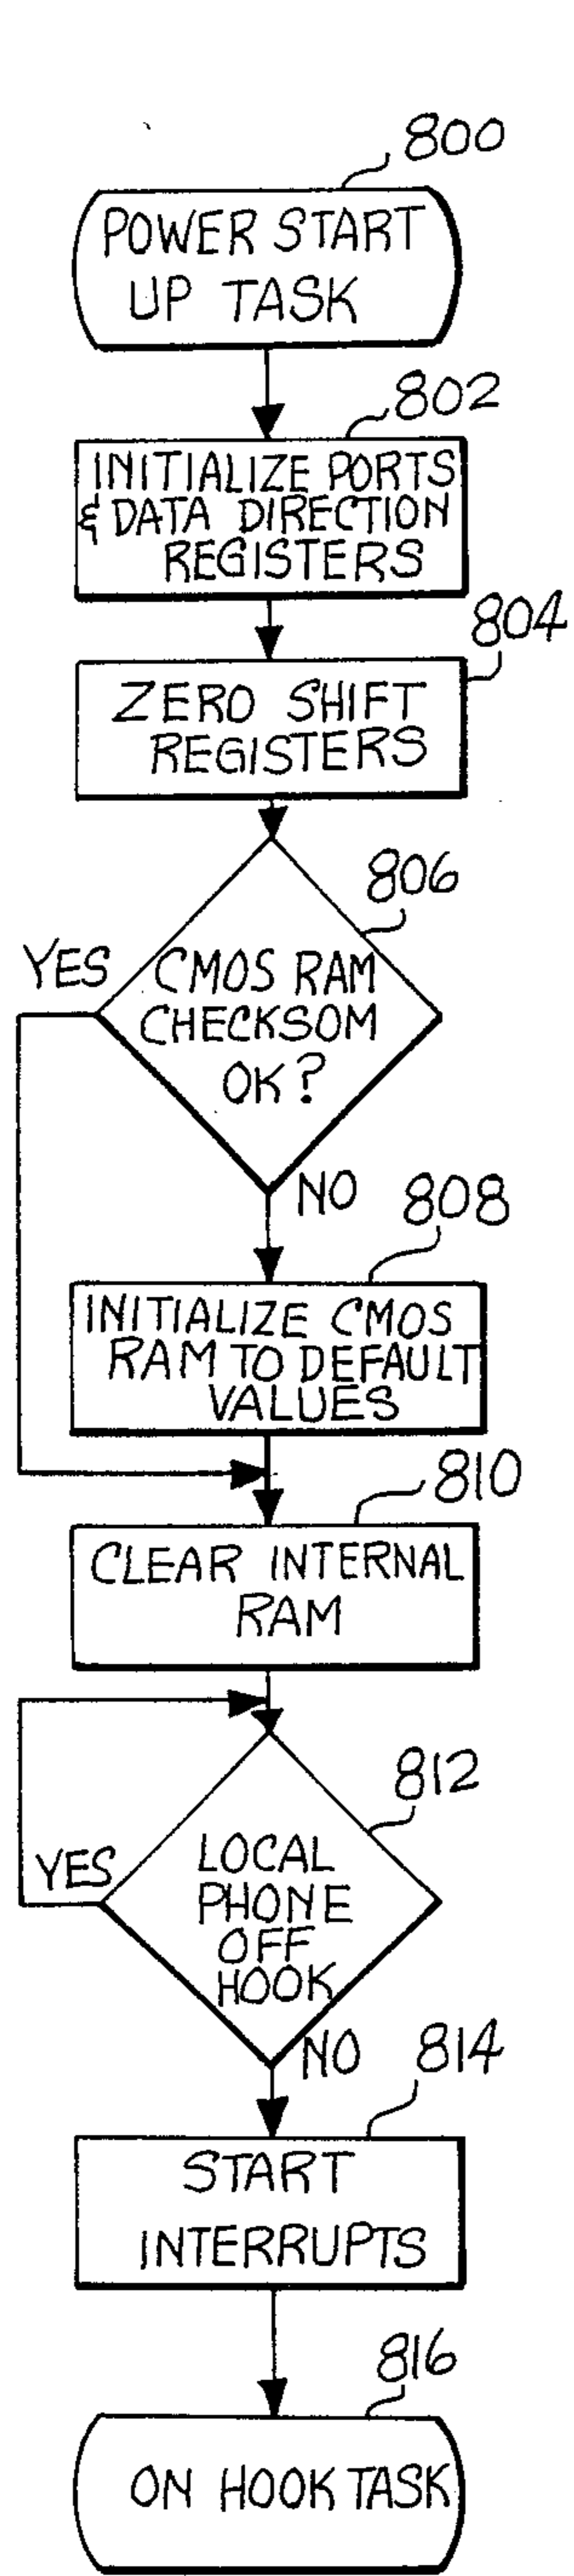 800
POWER START
UP TASK
802
INITIALIZE PORTS
& DATA DIRECTION
REGISTERS
804
ZERO SHIFT
REGISTERS
806
YES
CMOS RAM
CHECKSOM
OK?
NO
808
INITIALIZE CMOS
RAM TO DEFAULT
VALUES
810
CLEAR INTERNAL
RAM
812
YES
LOCAL
PHONE
OFF
HOOK
NO
814
START
INTERRUPTS
816
ON HOOK TASK